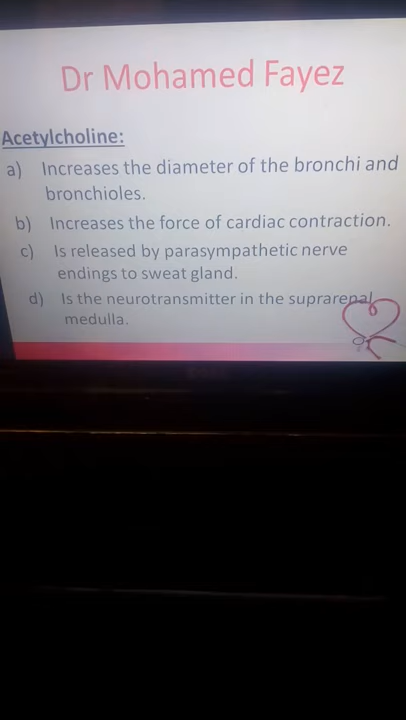 Dr Mohamed Fayez
Acetylcholine:
a) Increases the diameter of the bronchi and
bronchioles.
b) Increases the force of cardiac contraction.
c) Is released by parasympathetic nerve
endings to sweat gland.
d) Is the neurotransmitter in the suprarenal
medulla.